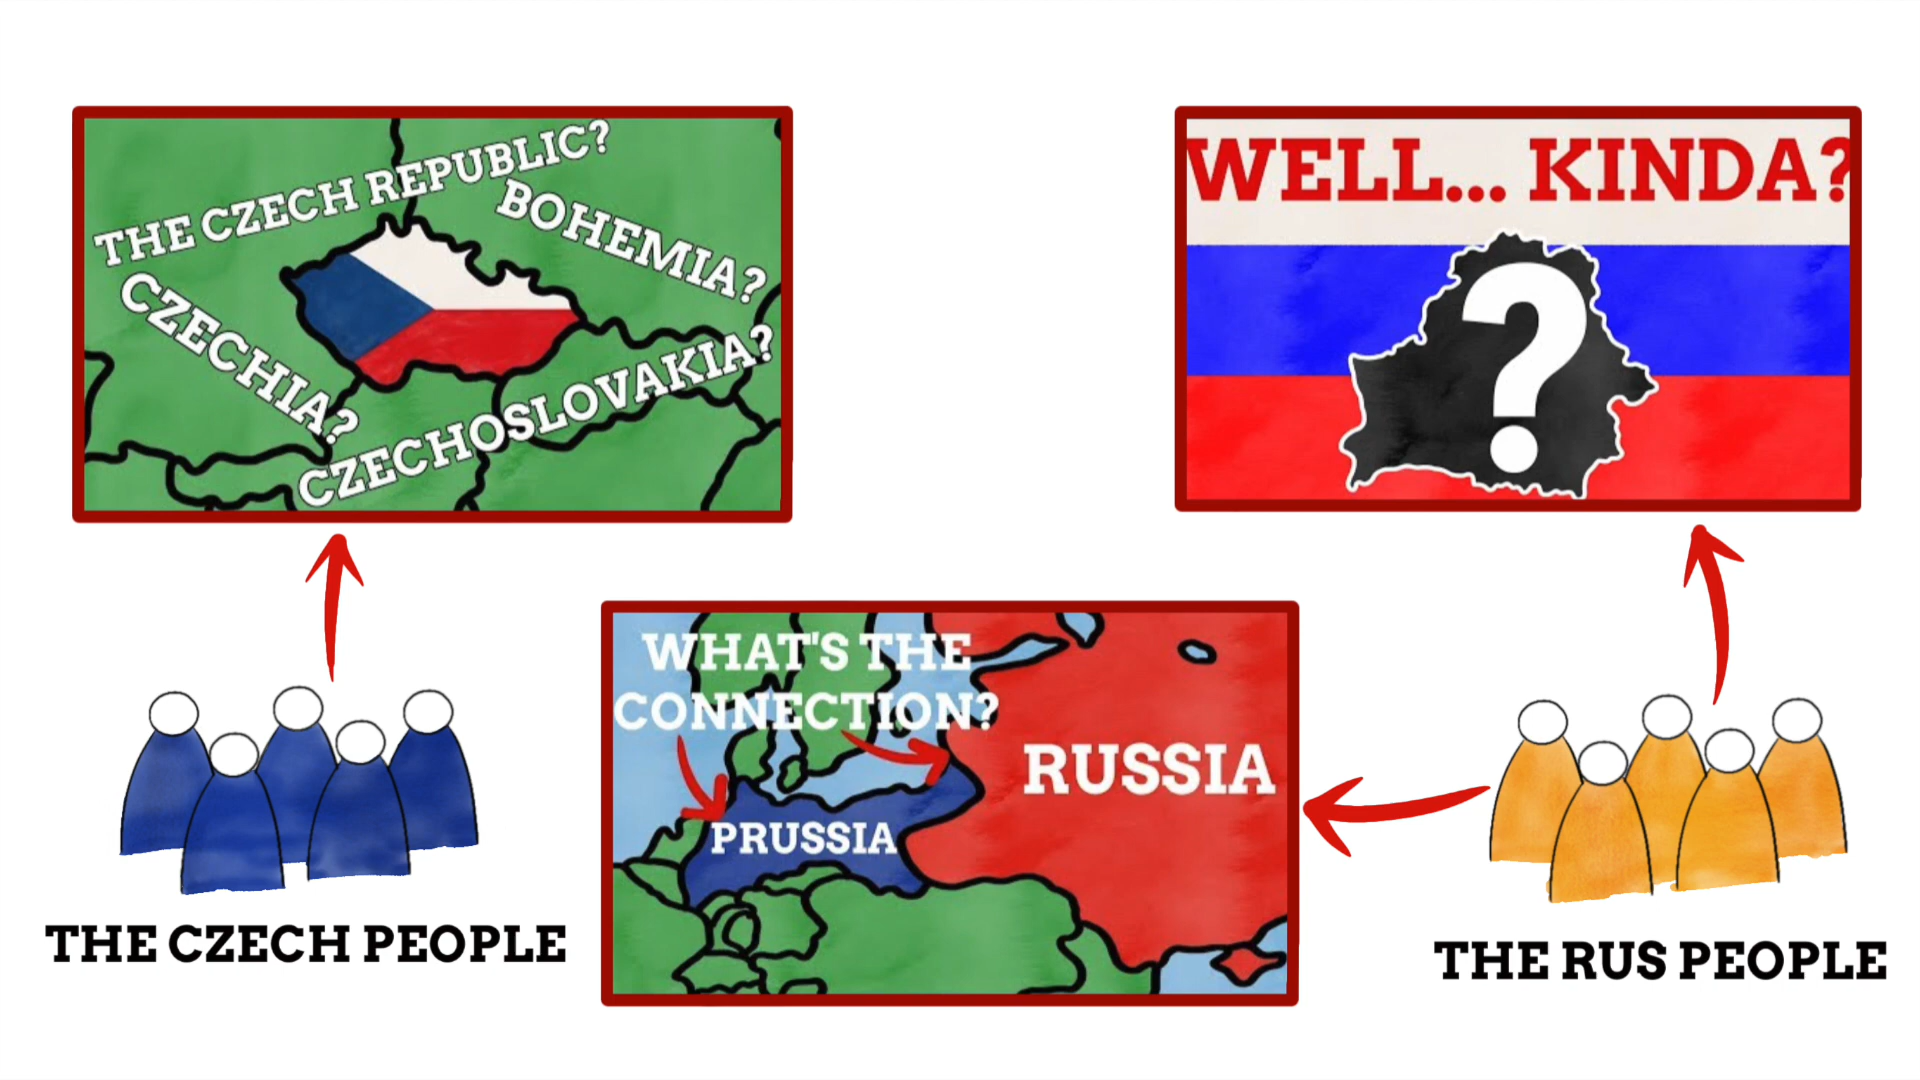 THE CZECH REPUBLIC?
BOHEMIA?
CZECHIA?
CZECHOSLOVAKIA?
WELL... KINDA?
?
WHAT'S THE
CONNECTION?
RUSSIA
PRUSSIA
THE CZECH PEOPLE
THE RUS PEOPLE